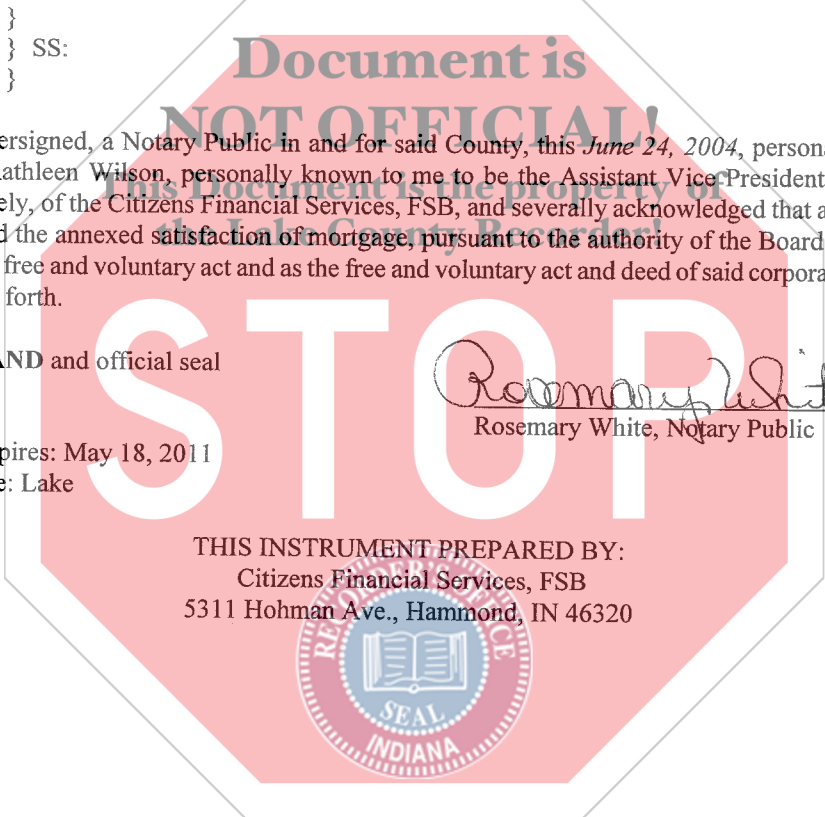 }
} SS:
}
Document is
NOT OFFICIAL!
This Document is the property of
the Lake County Recorder!
ersigned, a Notary Public in and for said County, this June 24, 2004, persona
athleen Wilson, personally known to me to be the Assistant Vice-President
ely, of the Citizens Financial Services, FSB, and severally acknowledged that a
d the annexed satisfaction of mortgage, pursuant to the authority of the Board
free and voluntary act and as the free and voluntary act and deed of said corpora
forth.
AND and official seal
STOP
Rosemary Whit
Rosemary White, Notary Public
pires: May 18, 2011
e: Lake
THIS INSTRUMENT PREPARED BY:
Citizens Financial Services, FSB
5311 Hohman Ave., Hammond, IN 46320
RECORDER'S OFFICE
SEAL
INDIANA